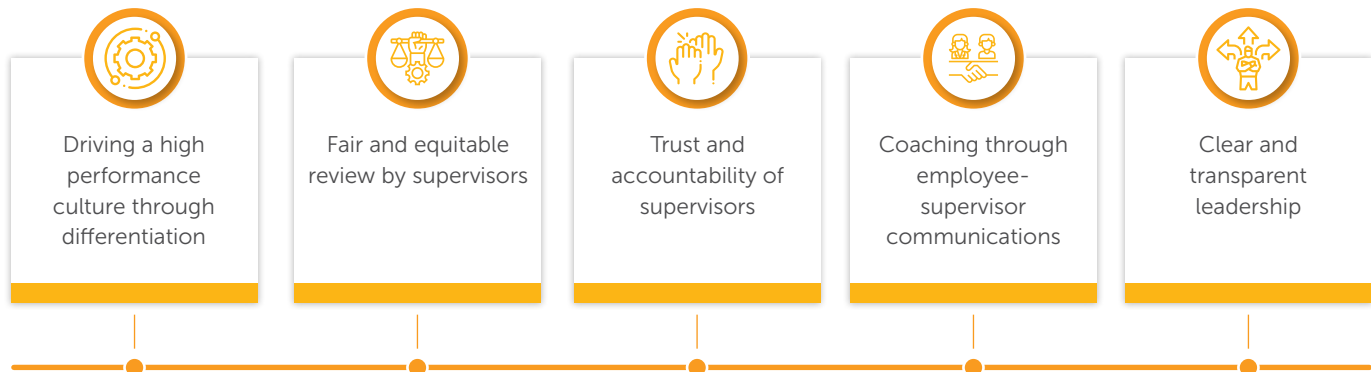 Driving a high
performance
culture through
differentiation
Fair and equitable
review by supervisors
Trust and
accountability of
supervisors
Coaching through
employee-
supervisor
communications
Clear and
transparent
leadership